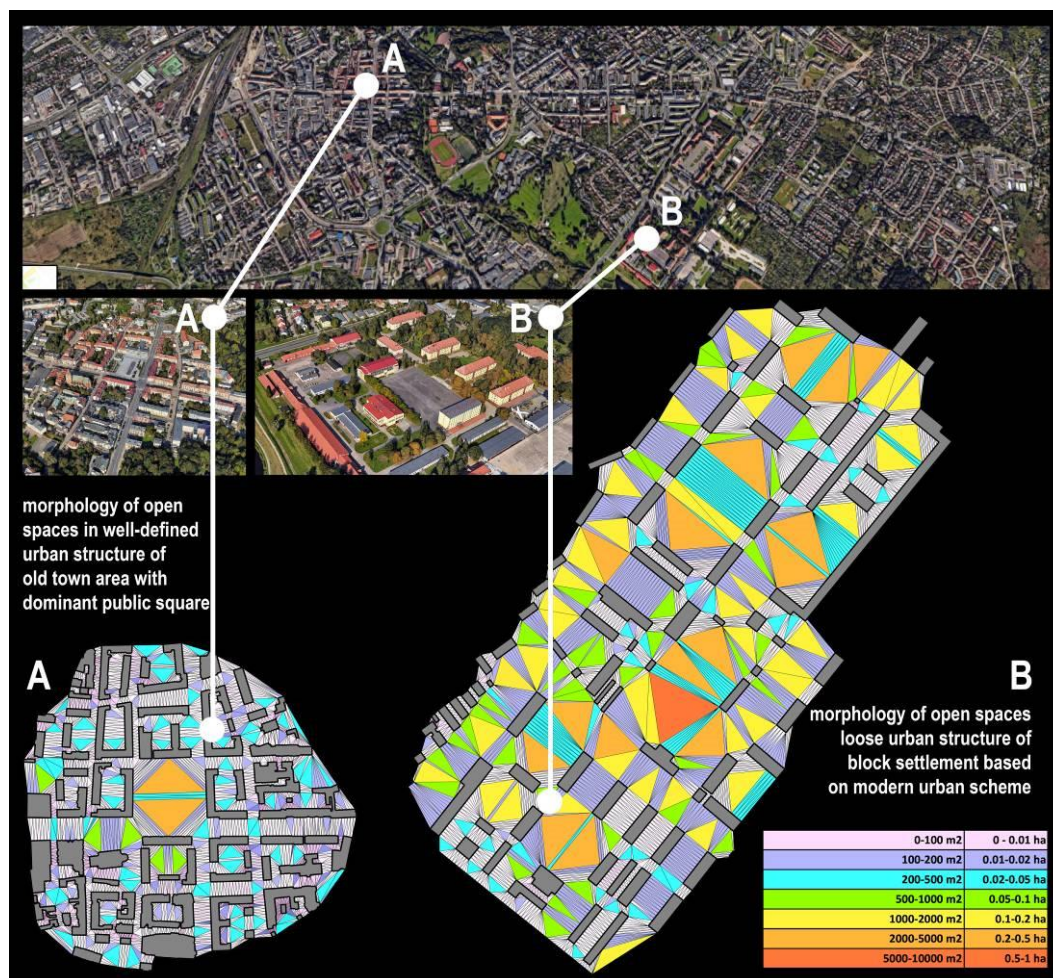 A
B
A
B
morphology of open
spaces in well-defined
urban structure of
old town area with
dominant public square
A
B
morphology of open spaces
loose urban structure of
block settlement based
on modern urban scheme
0-100 m2 0 - 0.01 ha
100-200 m2 0.01-0.02 ha
200-500 m2 0.02-0.05 ha
500-1000 m2 0.05-0.1 ha
1000-2000 m2 0.1-0.2 ha
2000-5000 m2 0.2-0.5 ha
5000-10000 m2 0.5-1 ha